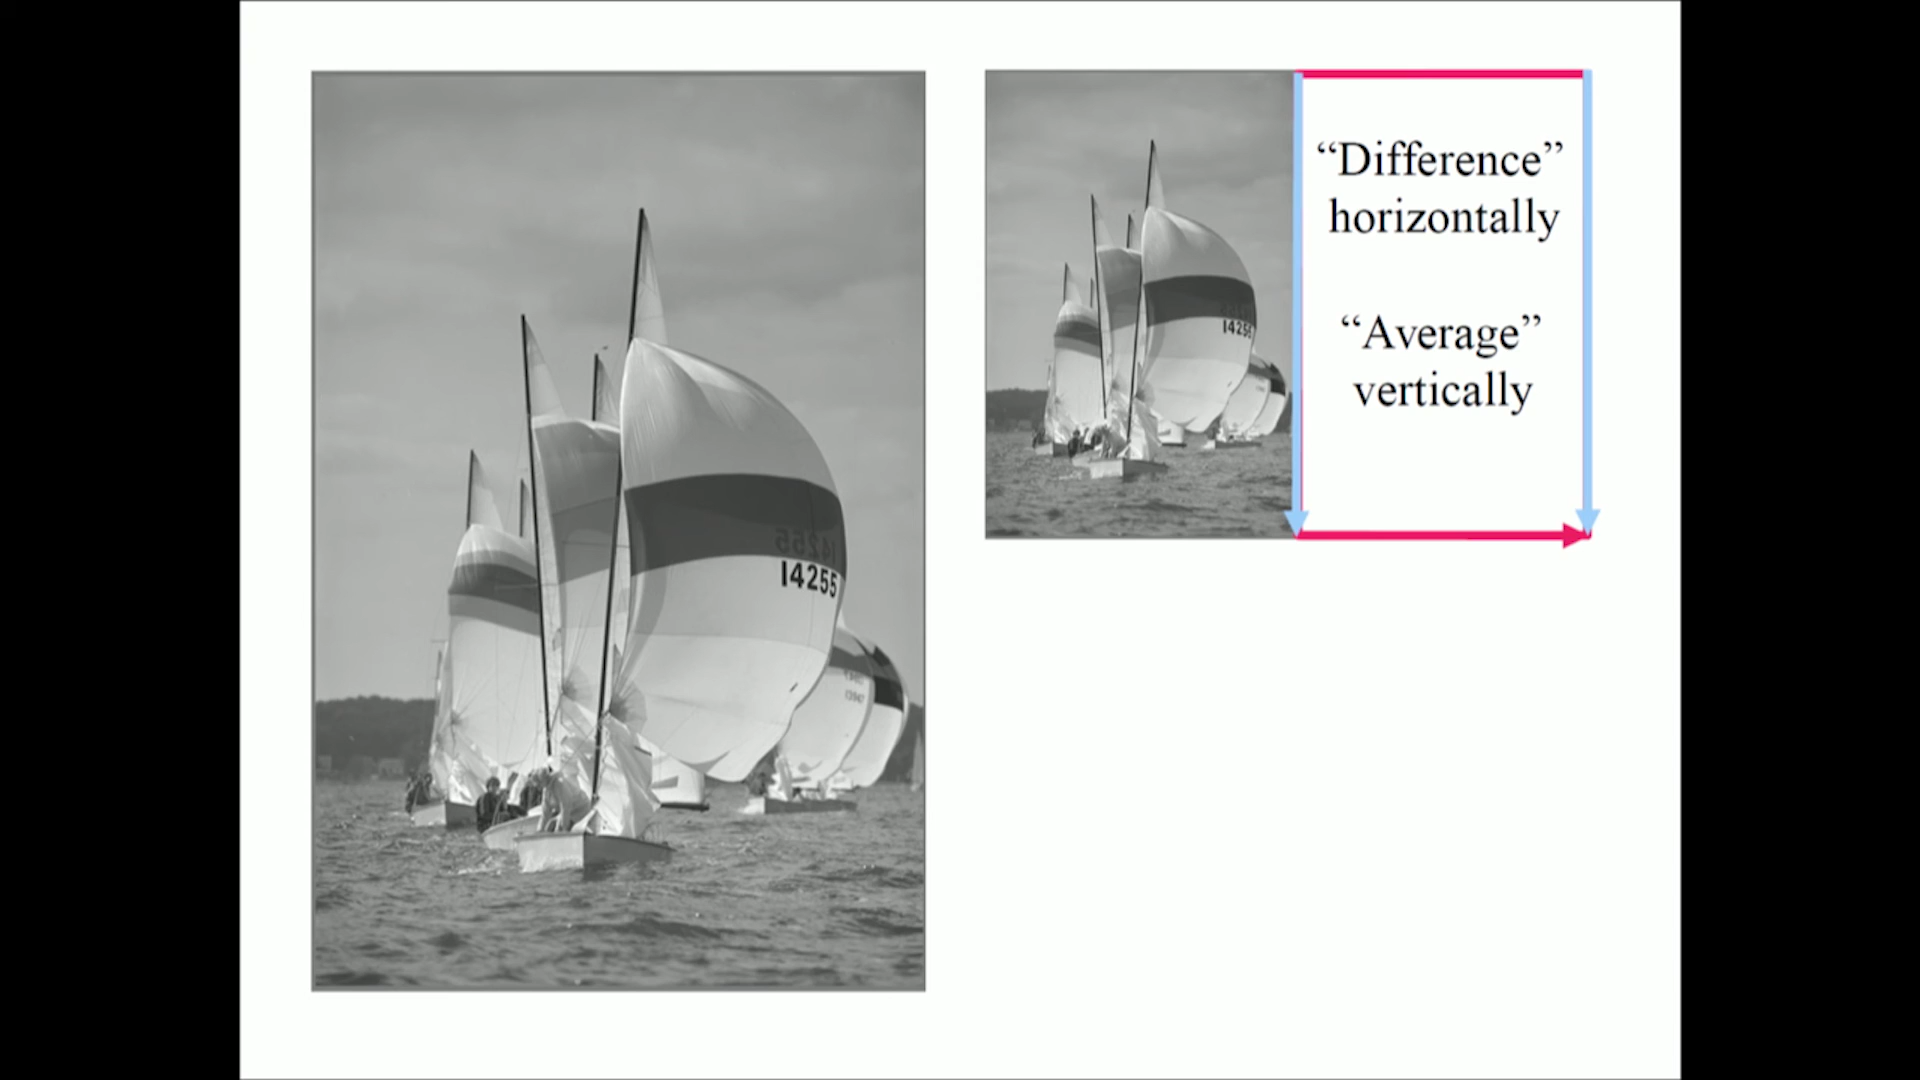 14255
14255
“Difference”
horizontally
“Average”
vertically